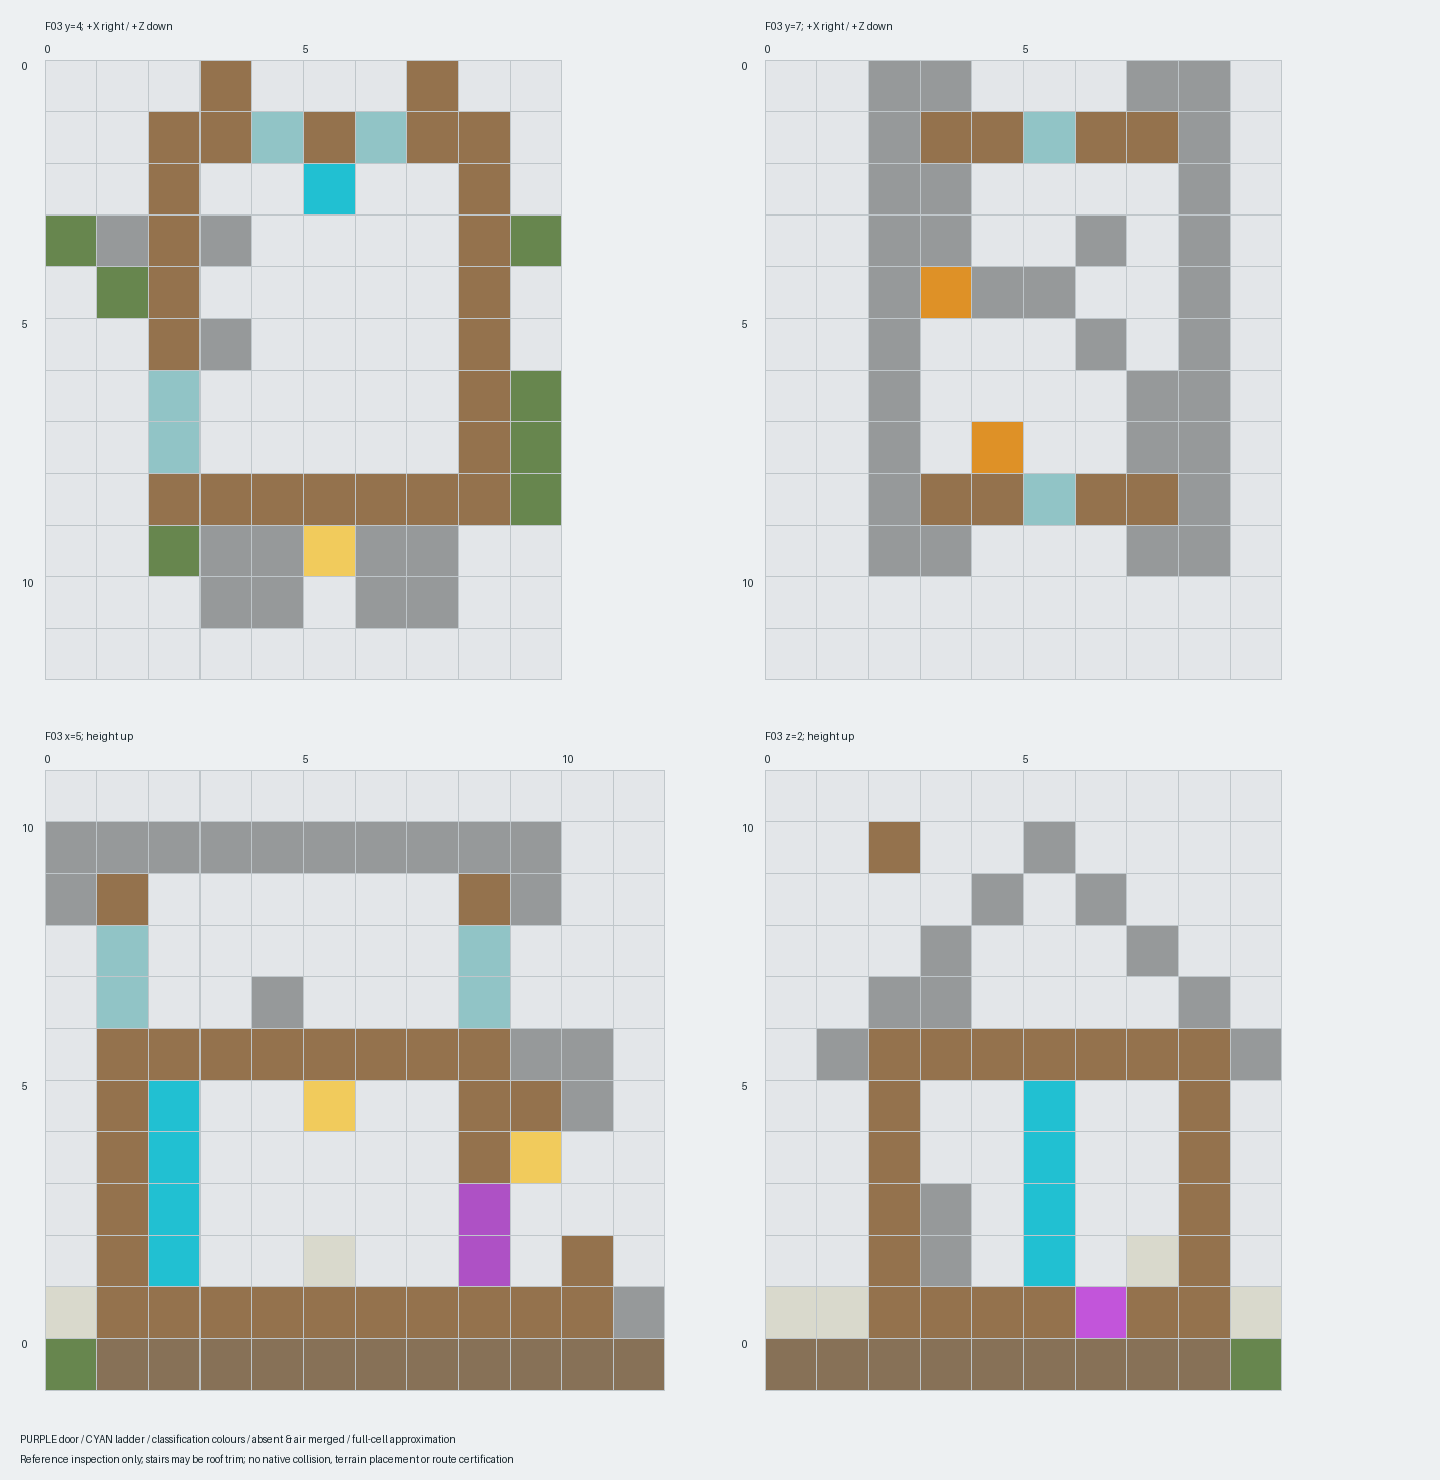 F03 y=4; +X right / +Z down
F03 y=7; +X right / +Z down
0 5
0 5
0
0
5
5
10
10
F03 x=5; height up
F03 z=2; height up
0 5 10
0 5
10
10
5
5
0
0
PURPLE door / CYAN ladder / classification colours / absent & air merged / full-cell approximation
Reference inspection only; stairs may be roof trim; no native collision, terrain placement or route certification